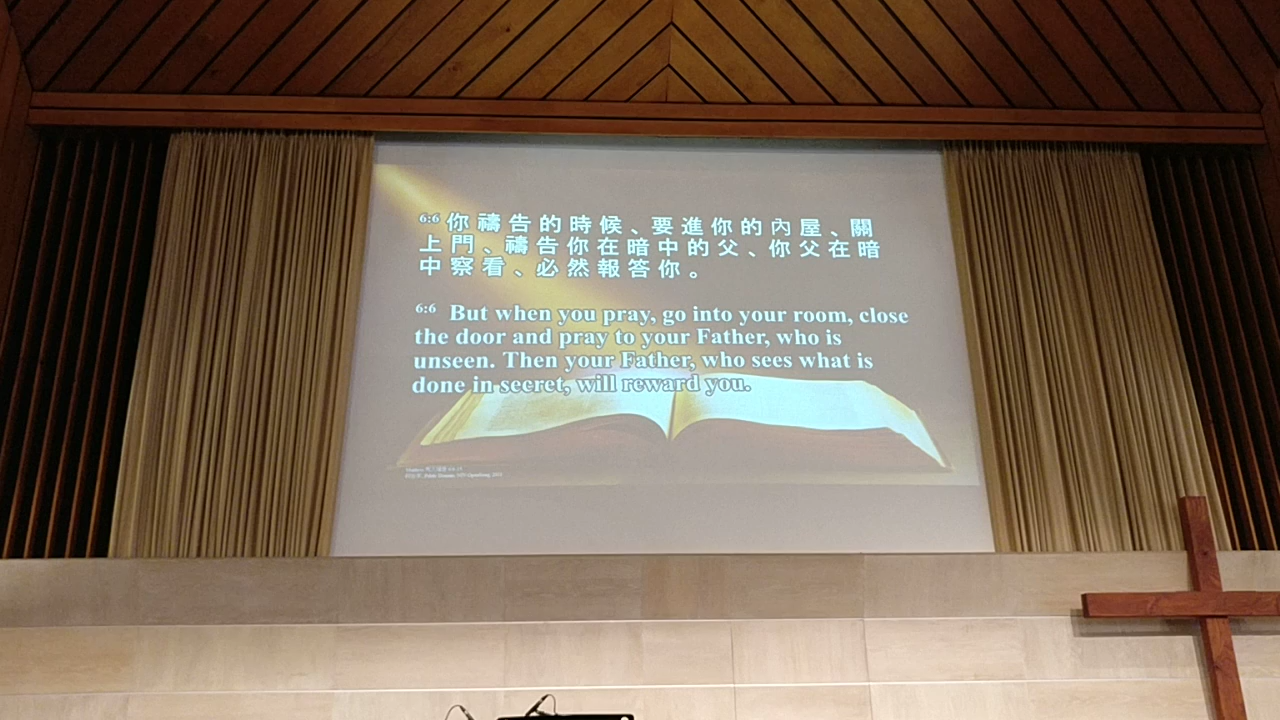 6:6 你禱告的時候、要進你的內屋、關
上門、禱告你在暗中的父、你父在暗
中察看、必然報答你。
6:6 But when you pray, go into your room, close
the door and pray to your Father, who is
unseen. Then your Father, who sees what is
done in secret, will reward you.